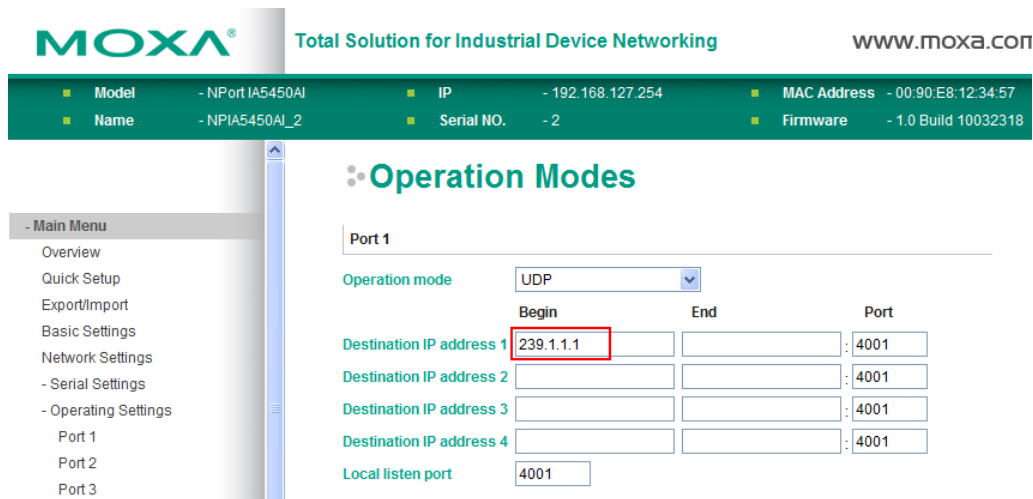 MOXA® Total Solution for Industrial Device Networking www.moxa.com
Model - NPort IA5450AI IP - 192.168.127.254 MAC Address - 00:90:E8:12:34:57
Name - NPIA5450AI_2 Serial NO. - 2 Firmware - 1.0 Build 10032318
Operation Modes
- Main Menu
Overview
Quick Setup
Export/Import
Basic Settings
Network Settings
- Serial Settings
- Operating Settings
Port 1
Port 2
Port 3
Port 1
Operation mode UDP
Begin End Port
Destination IP address 1 239.1.1.1 : 4001
Destination IP address 2 : 4001
Destination IP address 3 : 4001
Destination IP address 4 : 4001
Local listen port 4001